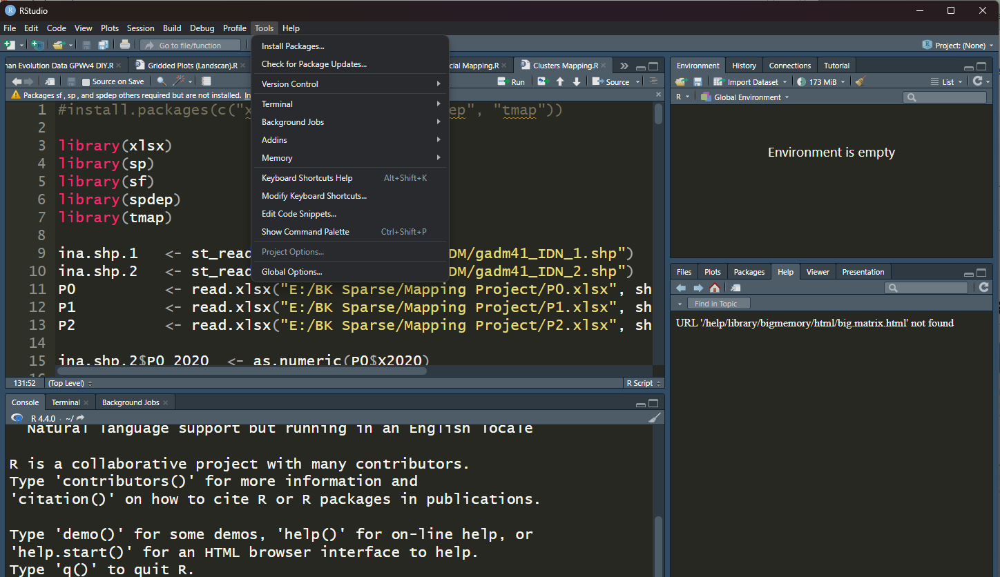 RStudio
File Edit Code View Plots Session Build Debug Profile Tools Help
Go to file/function
Project: (None)
Install Packages...
Check for Package Updates...
Version Control
Terminal
Background Jobs
Addins
Memory
Keyboard Shortcuts Help Alt+Shift+K
Modify Keyboard Shortcuts...
Edit Code Snippets...
Show Command Palette Ctrl+Shift+P
Project Options...
Global Options...
Evolution Data GPWv4 DIY.R Gridded Plots (Landscan).R Mapping.R Clusters Mapping.R
Source on Save Run Source
Packages sf, sp, and spdep others required but are not installed.
1 #install.packages(c("x ep", "tmap"))
2
3 library(xlsx)
4 library(sp)
5 library(sf)
6 library(spdep)
7 library(tmap)
8
9 ina.shp.1 <- st_read DM/gadm41_IDN_1.shp")
10 ina.shp.2 <- st_read DM/gadm41_IDN_2.shp")
11 P0 <- read.xlsx("E:/BK Sparse/Mapping Project/P0.xlsx", sh
12 P1 <- read.xlsx("E:/BK Sparse/Mapping Project/P1.xlsx", sh
13 P2 <- read.xlsx("E:/BK Sparse/Mapping Project/P2.xlsx", sh
14
15 ina.shp.2$P0_2020 <- as.numeric(P0$X2020)
16
131:52 (Top Level) R Script
Console Terminal Background Jobs
R 4.4.0 · ~/
Natural language support but running in an English locale
R is a collaborative project with many contributors.
Type 'contributors()' for more information and
'citation()' on how to cite R or R packages in publications.
Type 'demo()' for some demos, 'help()' for on-line help, or
'help.start()' for an HTML browser interface to help.
Type 'q()' to quit R.
Environment History Connections Tutorial
Import Dataset 173 MiB List
R Global Environment
Environment is empty
Files Plots Packages Help Viewer Presentation
Find in Topic
URL '/help/library/bigmemory/html/big.matrix.html' not found